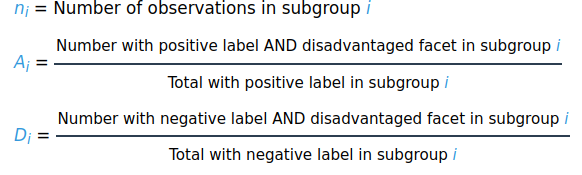 nᵢ = Number of observations in subgroup i
Number with positive label AND disadvantaged facet in subgroup i
Aᵢ =
Total with positive label in subgroup i
Number with negative label AND disadvantaged facet in subgroup i
Dᵢ =
Total with negative label in subgroup i